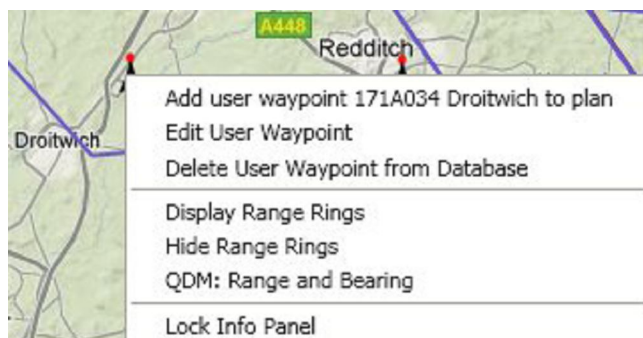 A448
Redditch
Droitwich
Add user waypoint 171A034 Droitwich to plan
Edit User Waypoint
Delete User Waypoint from Database
Display Range Rings
Hide Range Rings
QDM: Range and Bearing
Lock Info Panel